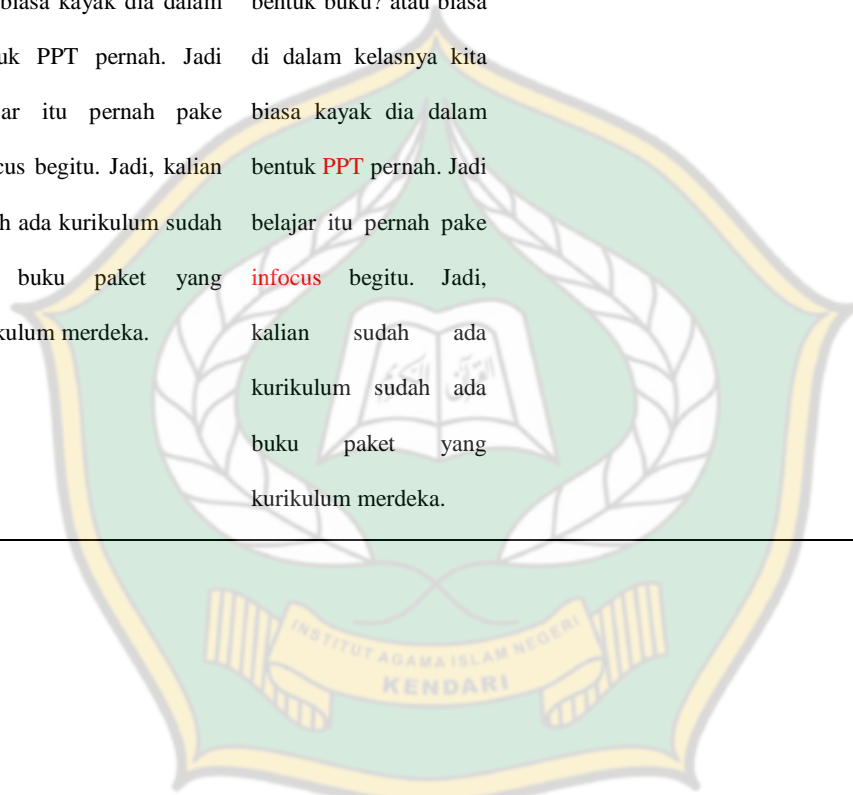 biasa kayak dia dalam
uk PPT pernah. Jadi
ar itu pernah pake
cus begitu. Jadi, kalian
h ada kurikulum sudah
buku paket yang
kulum merdeka.
bentuk buku? atau biasa
di dalam kelasnya kita
biasa kayak dia dalam
bentuk PPT pernah. Jadi
belajar itu pernah pake
infocus begitu. Jadi,
kalian sudah ada
kurikulum sudah ada
buku paket yang
kurikulum merdeka.
القرآن الكريم
INSTITUT AGAMA ISLAM NEGERI
KENDARI